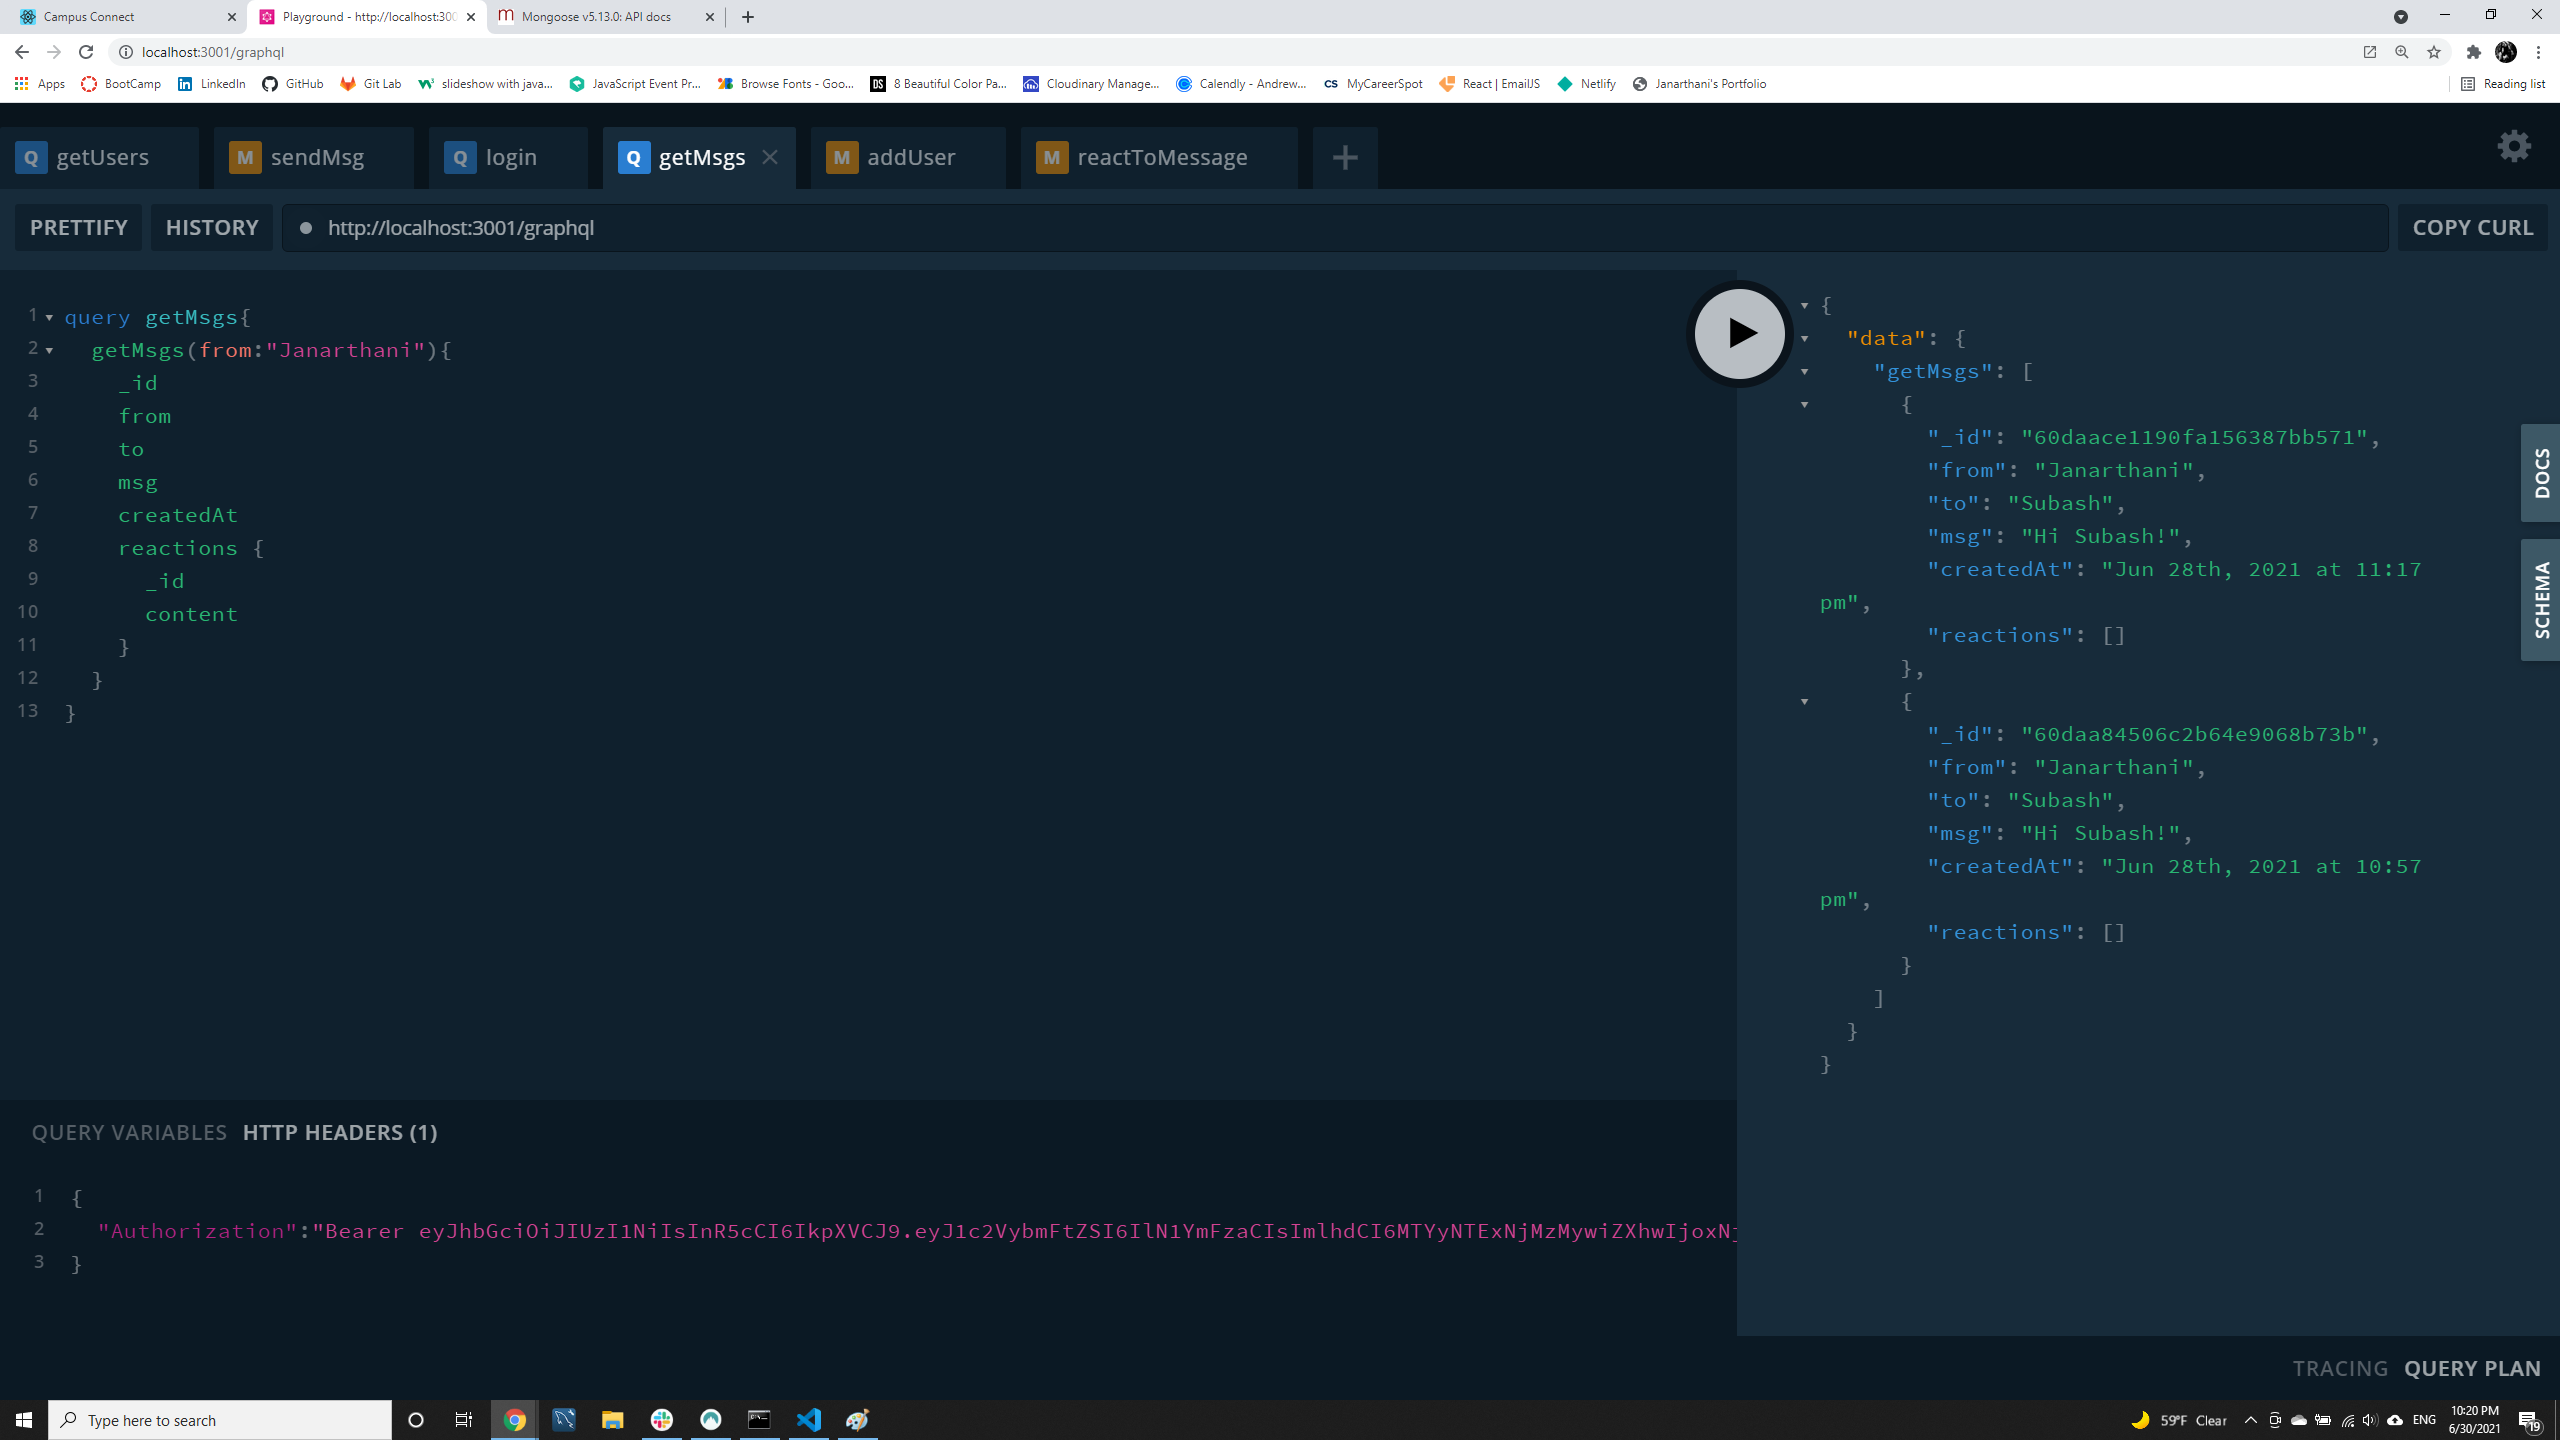 Campus Connect
Playground - http://localhost:300
Mongoose v5.13.0: API docs
localhost:3001/graphql
Apps BootCamp LinkedIn GitHub Git Lab slideshow with java... JavaScript Event Pr... Browse Fonts - Goo... 8 Beautiful Color Pa... Cloudinary Manage... Calendly - Andrew... MyCareerSpot React | EmailJS Netlify Janarthani's Portfolio Reading list
Q getUsers M sendMsg Q login Q getMsgs M addUser M reactToMessage
PRETTIFY HISTORY http://localhost:3001/graphql COPY CURL
1 query getMsgs{
2 getMsgs(from:"Janarthani"){
3 _id
4 from
5 to
6 msg
7 createdAt
8 reactions {
9 _id
10 content
11 }
12 }
13 }
{
"data": {
"getMsgs": [
{
"_id": "60daace1190fa156387bb571",
"from": "Janarthani",
"to": "Subash",
"msg": "Hi Subash!",
"createdAt": "Jun 28th, 2021 at 11:17
pm",
"reactions": []
},
{
"_id": "60daa84506c2b64e9068b73b",
"from": "Janarthani",
"to": "Subash",
"msg": "Hi Subash!",
"createdAt": "Jun 28th, 2021 at 10:57
pm",
"reactions": []
}
]
}
}
DOCS
SCHEMA
QUERY VARIABLES HTTP HEADERS (1)
1 {
2 "Authorization":"Bearer eyJhbGciOiJIUzI1NiIsInR5cCI6IkpXVCJ9.eyJ1c2VybmFtZSI6IlN1YmFzaCIsImlhdCI6MTYyNTExNjMzMywiZXhwIjoxNj
3 }
TRACING QUERY PLAN
Type here to search
59°F Clear
ENG
10:20 PM
6/30/2021
19